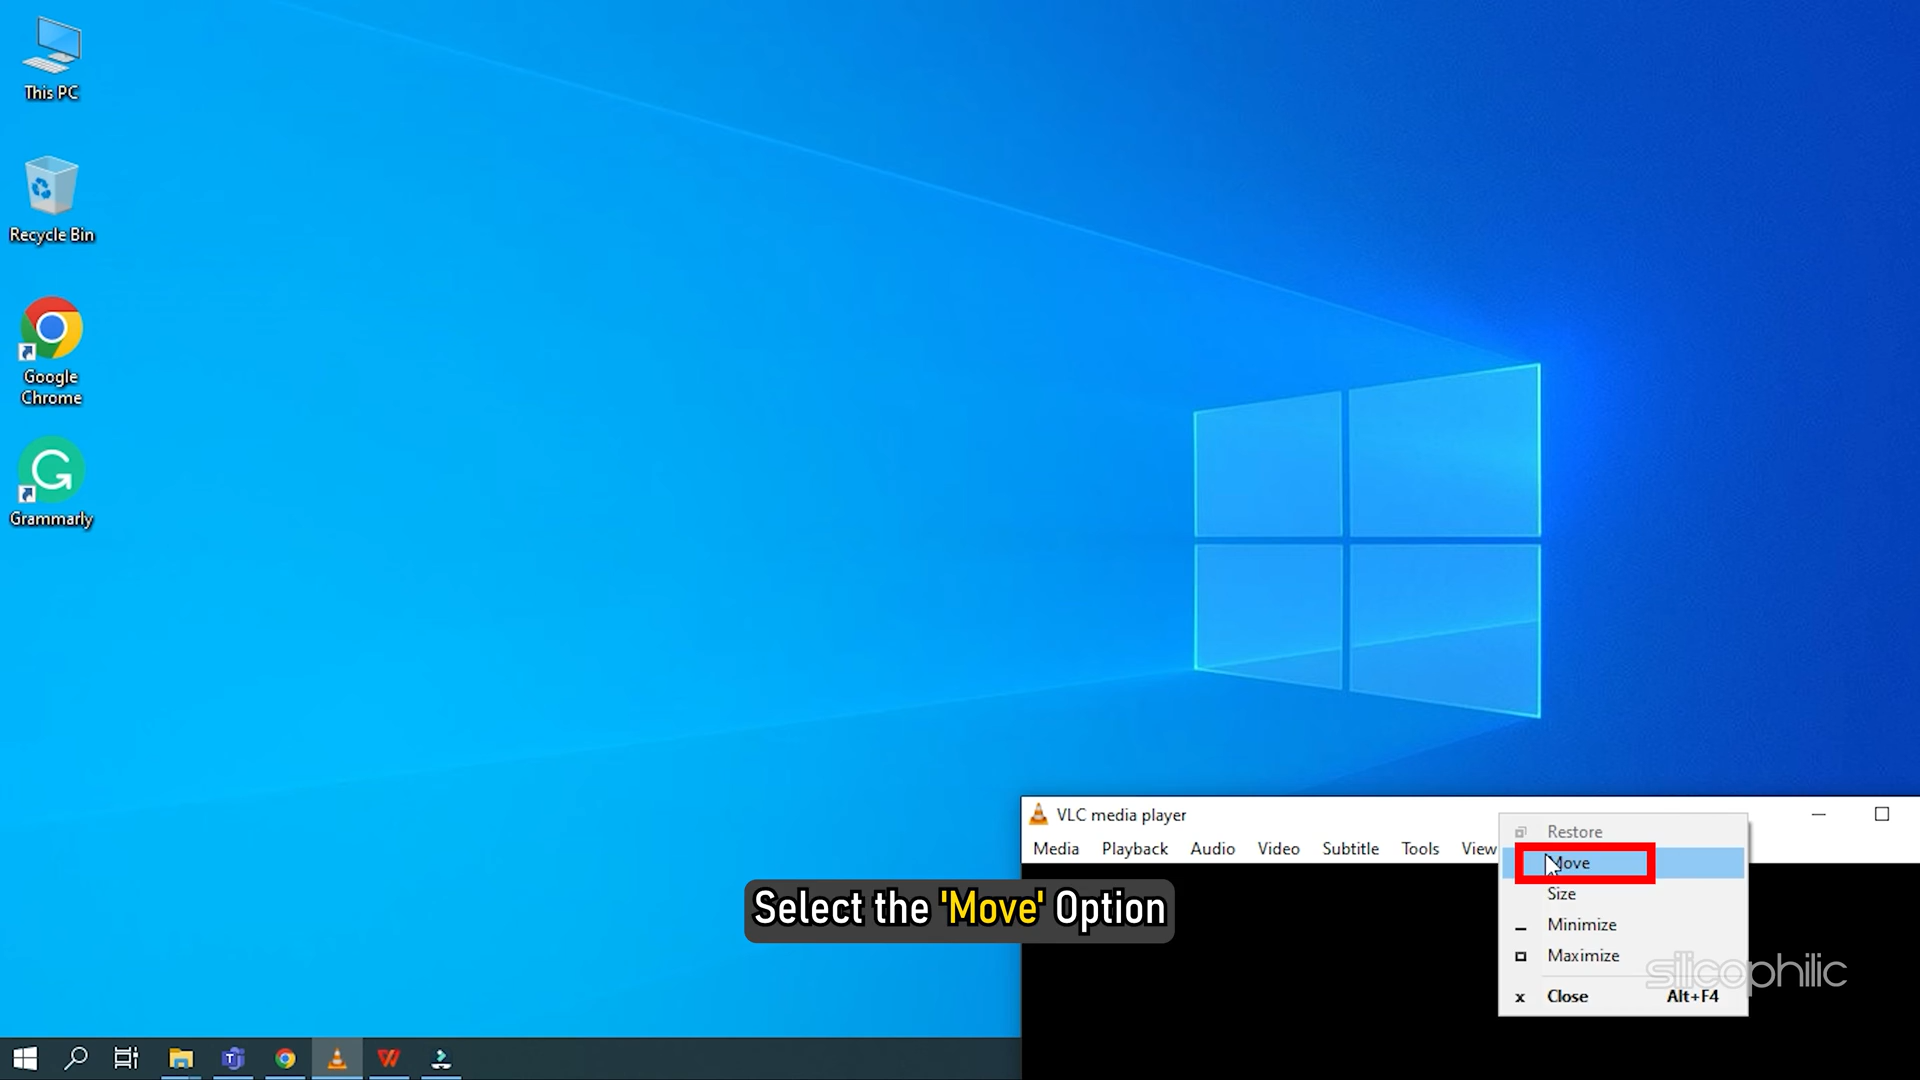 This PC
Recycle Bin
Google
Chrome
Grammarly
VLC media player
Media Playback Audio Video Subtitle Tools View
Restore
Move
Size
Minimize
Maximize
Close Alt+F4
Select the 'Move' Option
silicophilic